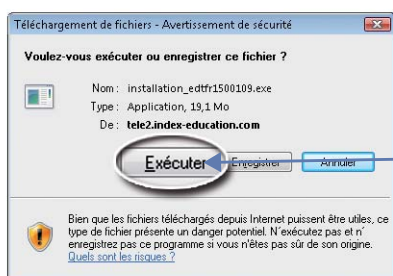 Téléchargement de fichiers - Avertissement de sécurité
Voulez-vous exécuter ou enregistrer ce fichier ?
Nom : installation_edtfr1500109.exe
Type : Application, 19,1 Mo
De : tele2.index-education.com
Exécuter Enregistrer Annuler
Bien que les fichiers téléchargés depuis Internet puissent être utiles, ce
type de fichier présente un danger potentiel. N'exécutez pas et n'
enregistrez pas ce programme si vous n'êtes pas sûr de son origine.
Quels sont les risques ?